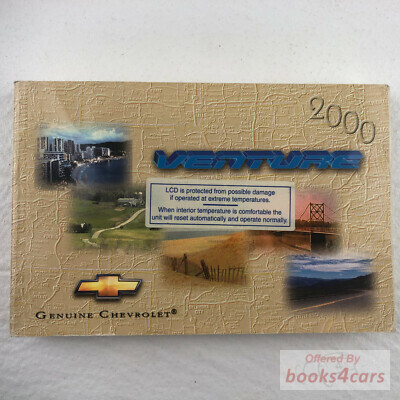 2000
VENTURE
LCD is protected from possible damage
if operated at extreme temperatures.
When interior temperature is comfortable the
unit will reset automatically and operate normally.
GENUINE CHEVROLET®
Offered By
books4cars